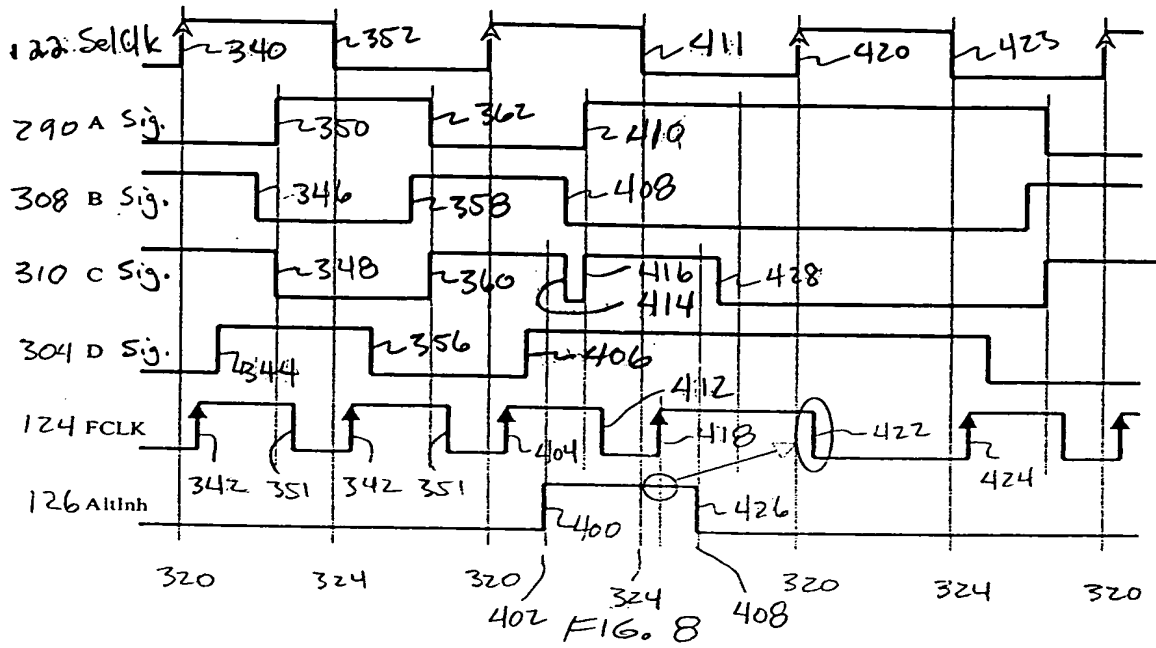 122 SelClk 340 352 411 420 423
290 A Sig. 350 362 410
308 B Sig. 346 358 408
310 C Sig. 348 360 416 428
414
304 D Sig. 344 356 406
412
124 FCLK 404 418 422
342 351 342 351 424
126 AltInh 400 426
320 324 320 324 320 324 320
402 408
FIG. 8